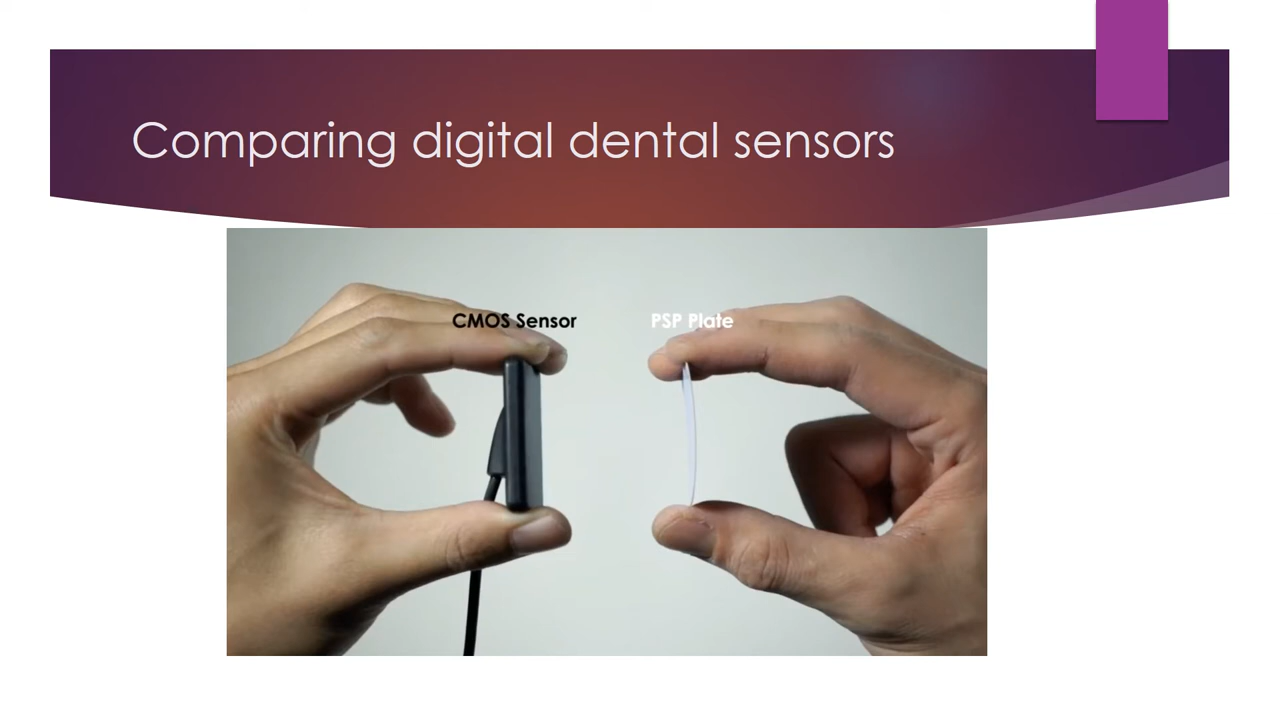 Comparing digital dental sensors
CMOS Sensor
PSP Plate